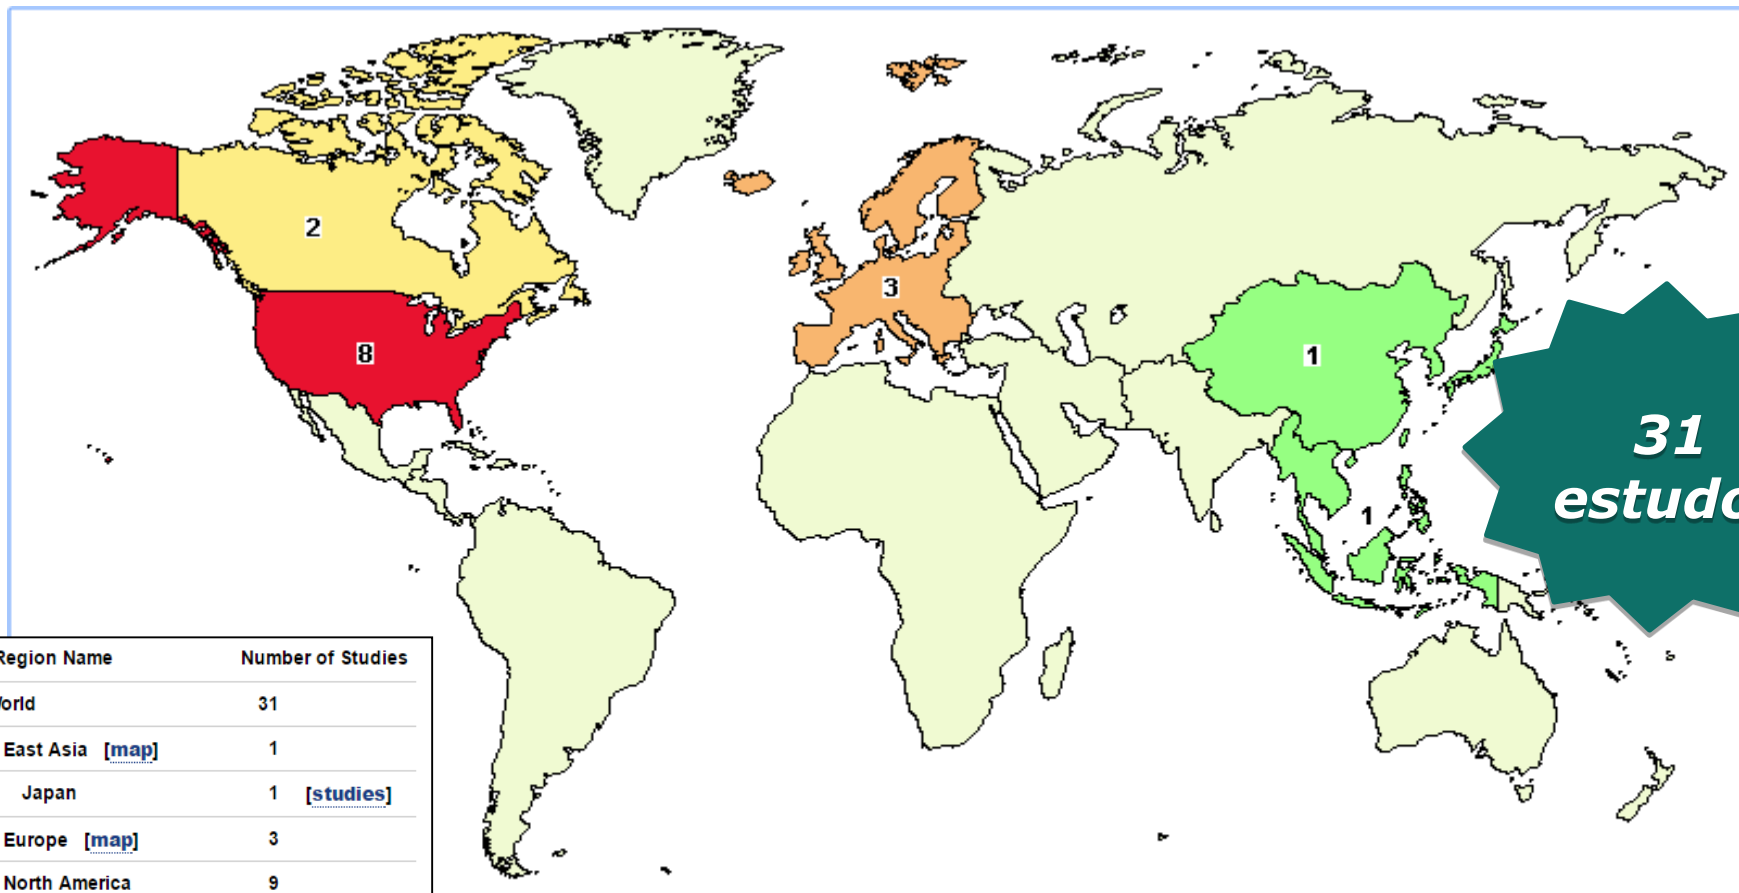 2
3
8
1
31
estudo
1
Region Name Number of Studies
World 31
East Asia [map] 1
Japan 1 [studies]
Europe [map] 3
North America 9